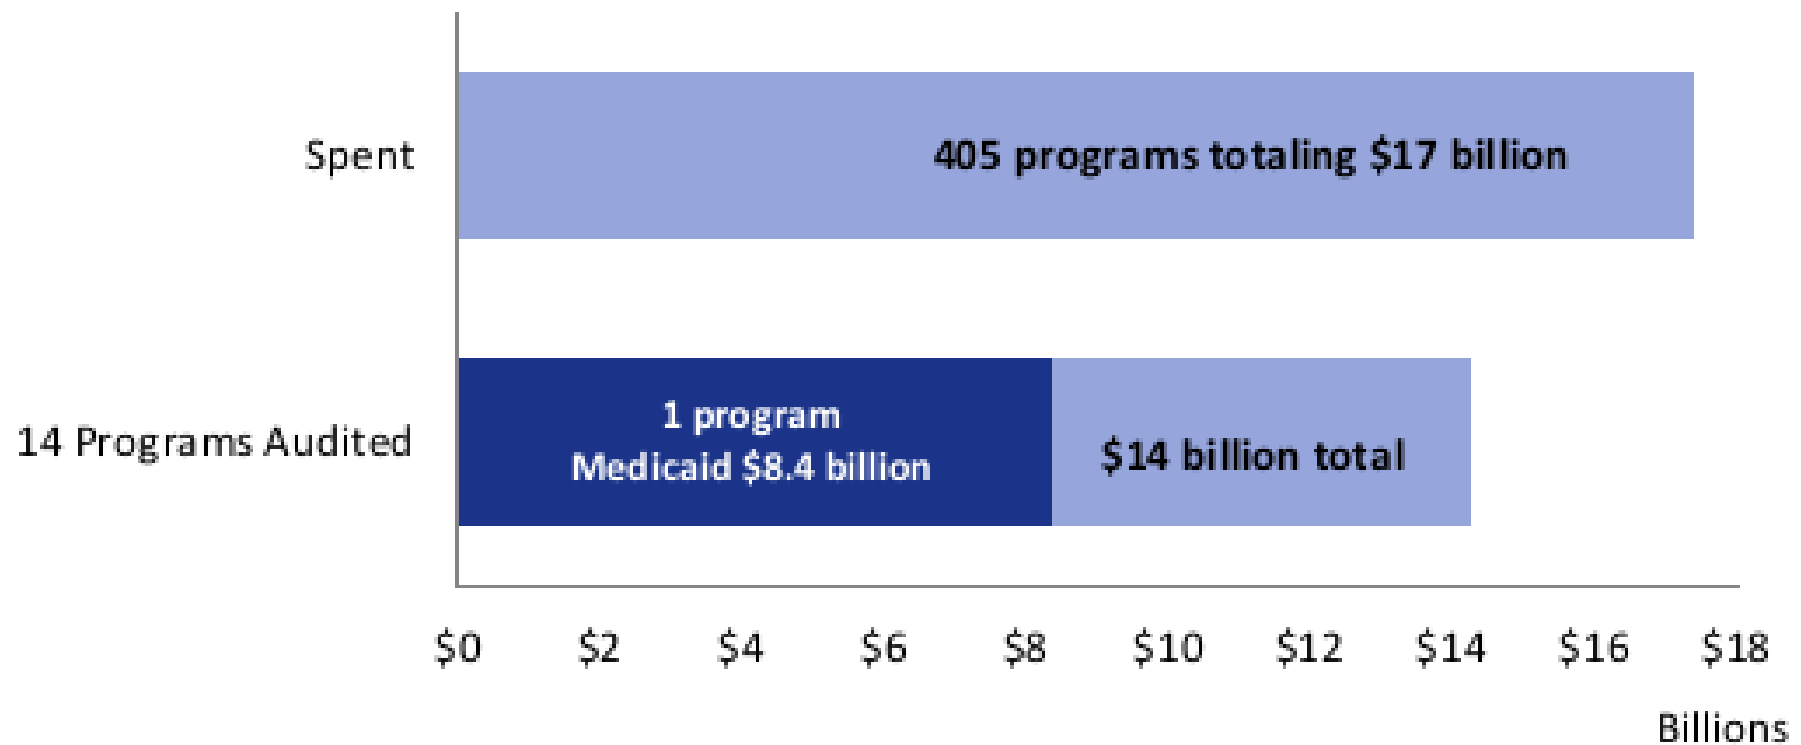 Spent
405 programs totaling $17 billion
14 Programs Audited
1 program
Medicaid $8.4 billion
$14 billion total
$0 $2 $4 $6 $8 $10 $12 $14 $16 $18
Billions